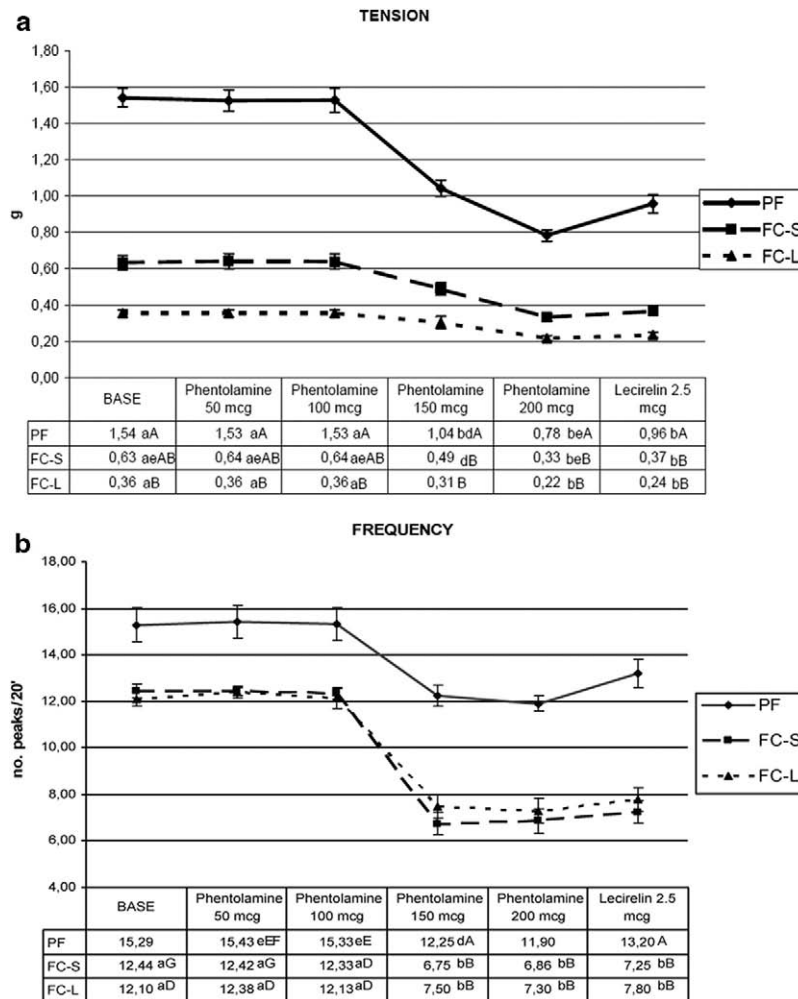 a
TENSION
1,80
1,60
1,40
1,20
1,00
0,80
0,60
0,40
0,20
0,00
g
PF
FC-S
FC-L
BASE Phentolamine 50 mcg Phentolamine 100 mcg Phentolamine 150 mcg Phentolamine 200 mcg Lecirelin 2.5 mcg
PF 1,54 aA 1,53 aA 1,53 aA 1,04 bdA 0,78 beA 0,96 bA
FC-S 0,63 aeAB 0,64 aeAB 0,64 aeAB 0,49 dB 0,33 beB 0,37 bB
FC-L 0,36 aB 0,36 aB 0,36 aB 0,31 B 0,22 bB 0,24 bB
b
FREQUENCY
18,00
16,00
14,00
12,00
10,00
8,00
6,00
4,00
no. peaks/20'
PF
FC-S
FC-L
BASE Phentolamine 50 mcg Phentolamine 100 mcg Phentolamine 150 mcg Phentolamine 200 mcg Lecirelin 2.5 mcg
PF 15,29 15,43 eEF 15,33 eE 12,25 dA 11,90 13,20 A
FC-S 12,44 aG 12,42 aG 12,33 aD 6,75 bB 6,86 bB 7,25 bB
FC-L 12,10 aD 12,38 aD 12,13 aD 7,50 bB 7,30 bB 7,80 bB